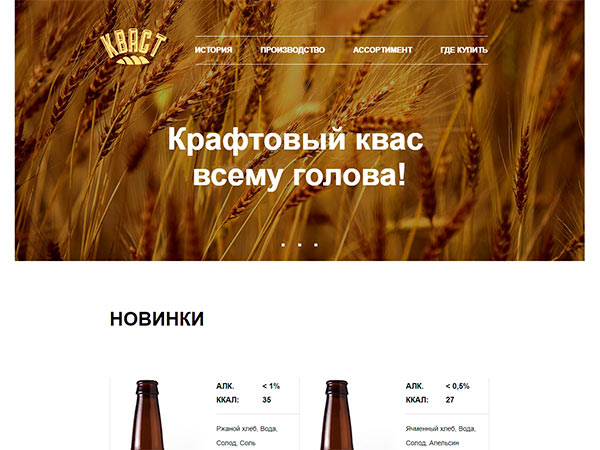 КВАСТ
ИСТОРИЯ ПРОИЗВОДСТВО АССОРТИМЕНТ ГДЕ КУПИТЬ
Крафтовый квас
всему голова!
НОВИНКИ
АЛК. < 1%
ККАЛ: 35
Ржаной хлеб, Вода,
Солод, Соль
АЛК. < 0,5%
ККАЛ: 27
Ячменный хлеб, Вода,
Солод, Апельсин